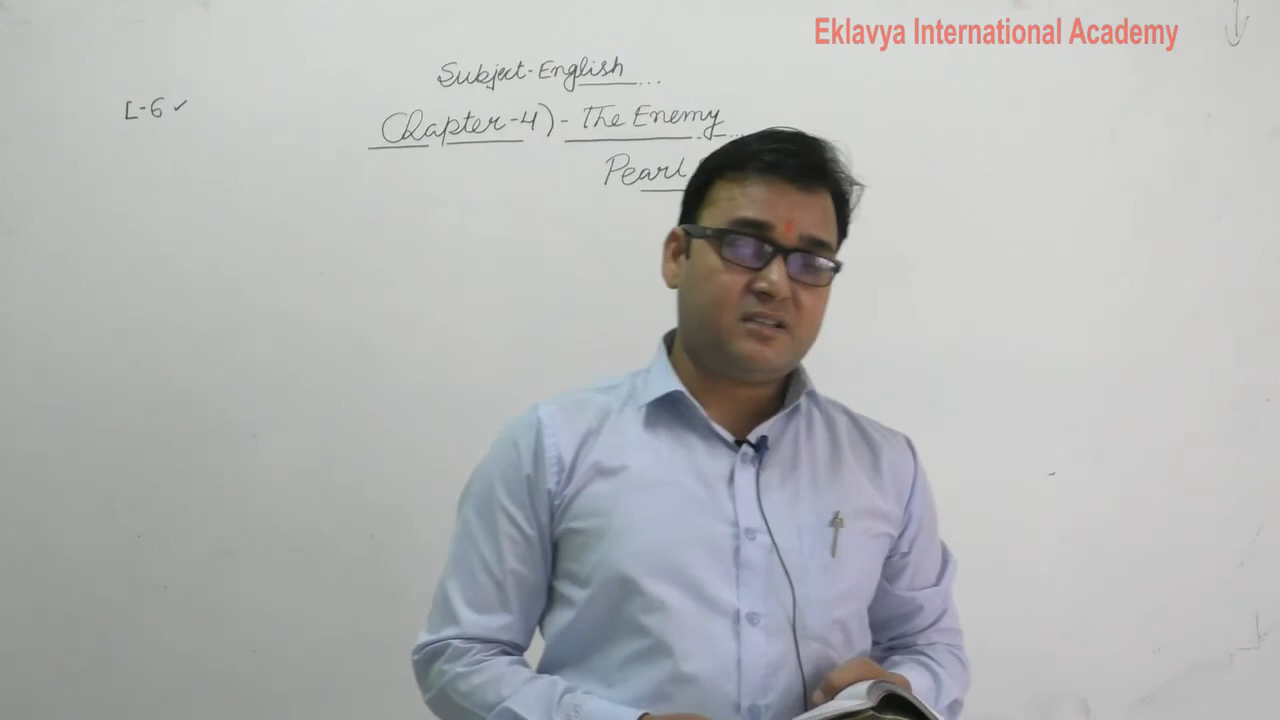 Eklavya International Academy
Subject-English...
L-6 ✓
Chapter-4) - The Enemy...
Pearl